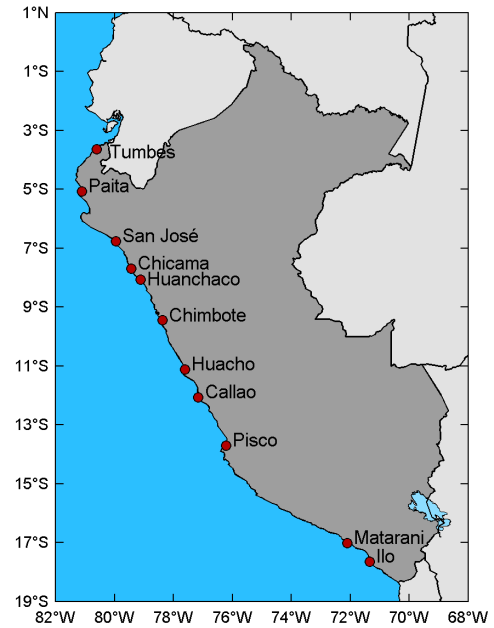 1°N
1°S
3°S
Tumbes
5°S
Paita
San José
7°S
Chicama
Huanchaco
9°S
Chimbote
11°S
Huacho
Callao
13°S
Pisco
15°S
17°S
Matarani
Ilo
19°S
82°W 80°W 78°W 76°W 74°W 72°W 70°W 68°W